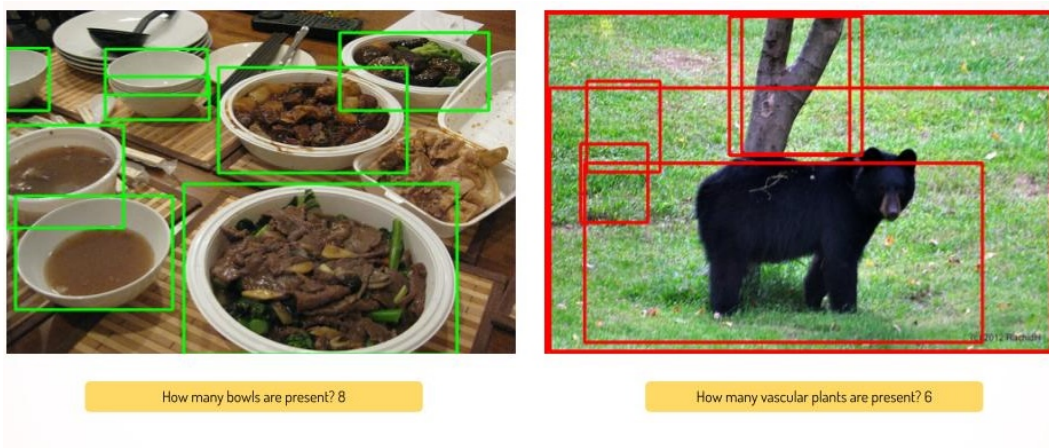 How many bowls are present? 8
How many vascular plants are present? 6